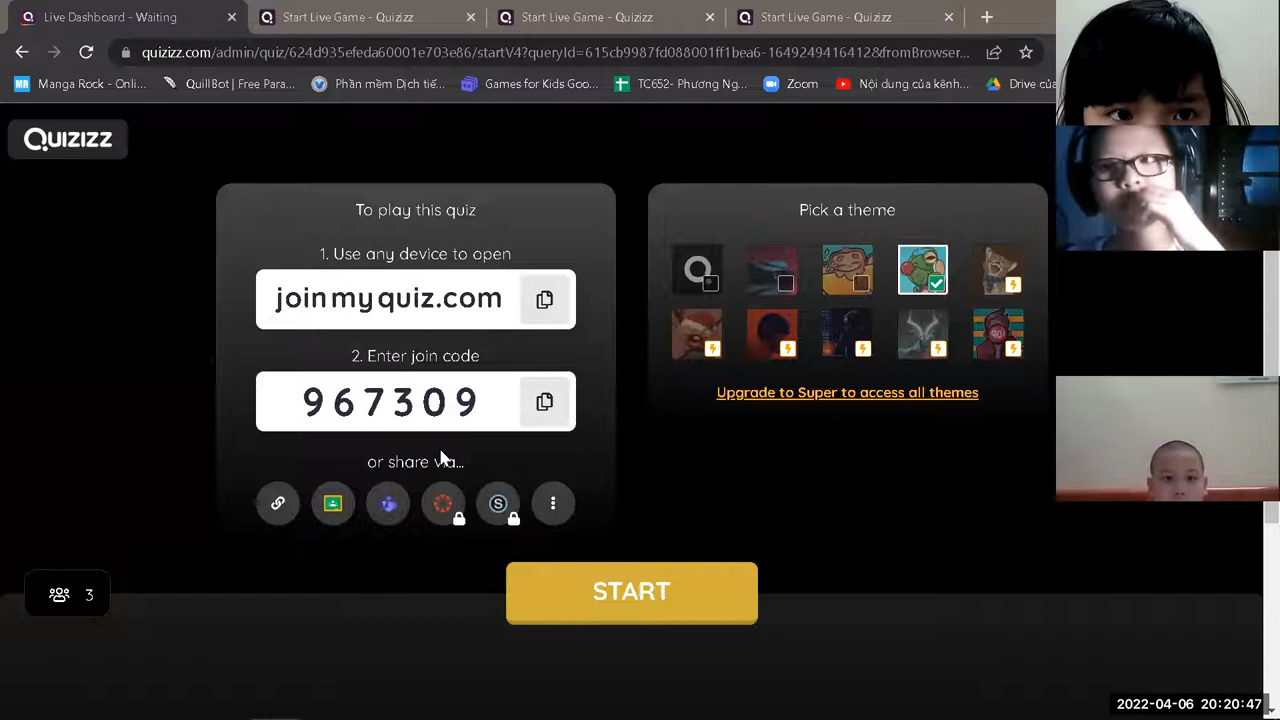 Live Dashboard - Waiting
Start Live Game - Quizizz
Start Live Game - Quizizz
Start Live Game - Quizizz
quizizz.com/admin/quiz/624d935efeda60001e703e86/startV4?queryId=615cb9987fd088001ff1bea6-1649249416412&fromBrowser...
MR Manga Rock - Onli...
QuillBot | Free Para...
Phần mềm Dịch tiế...
Games for Kids Goo...
TC652- Phương Ng...
Zoom
Nội dung của kênh...
Drive của
QUIZIZZ
To play this quiz
1. Use any device to open
joinmyquiz.com
2. Enter join code
967309
or share via...
S
Pick a theme
Upgrade to Super to access all themes
3
START
2022-04-06 20:20:47